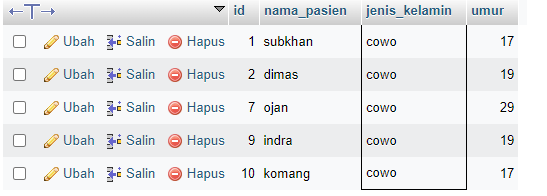 id nama_pasien jenis_kelamin umur
Ubah Salin Hapus 1 subkhan cowo 17
Ubah Salin Hapus 2 dimas cowo 19
Ubah Salin Hapus 7 ojan cowo 29
Ubah Salin Hapus 9 indra cowo 19
Ubah Salin Hapus 10 komang cowo 17